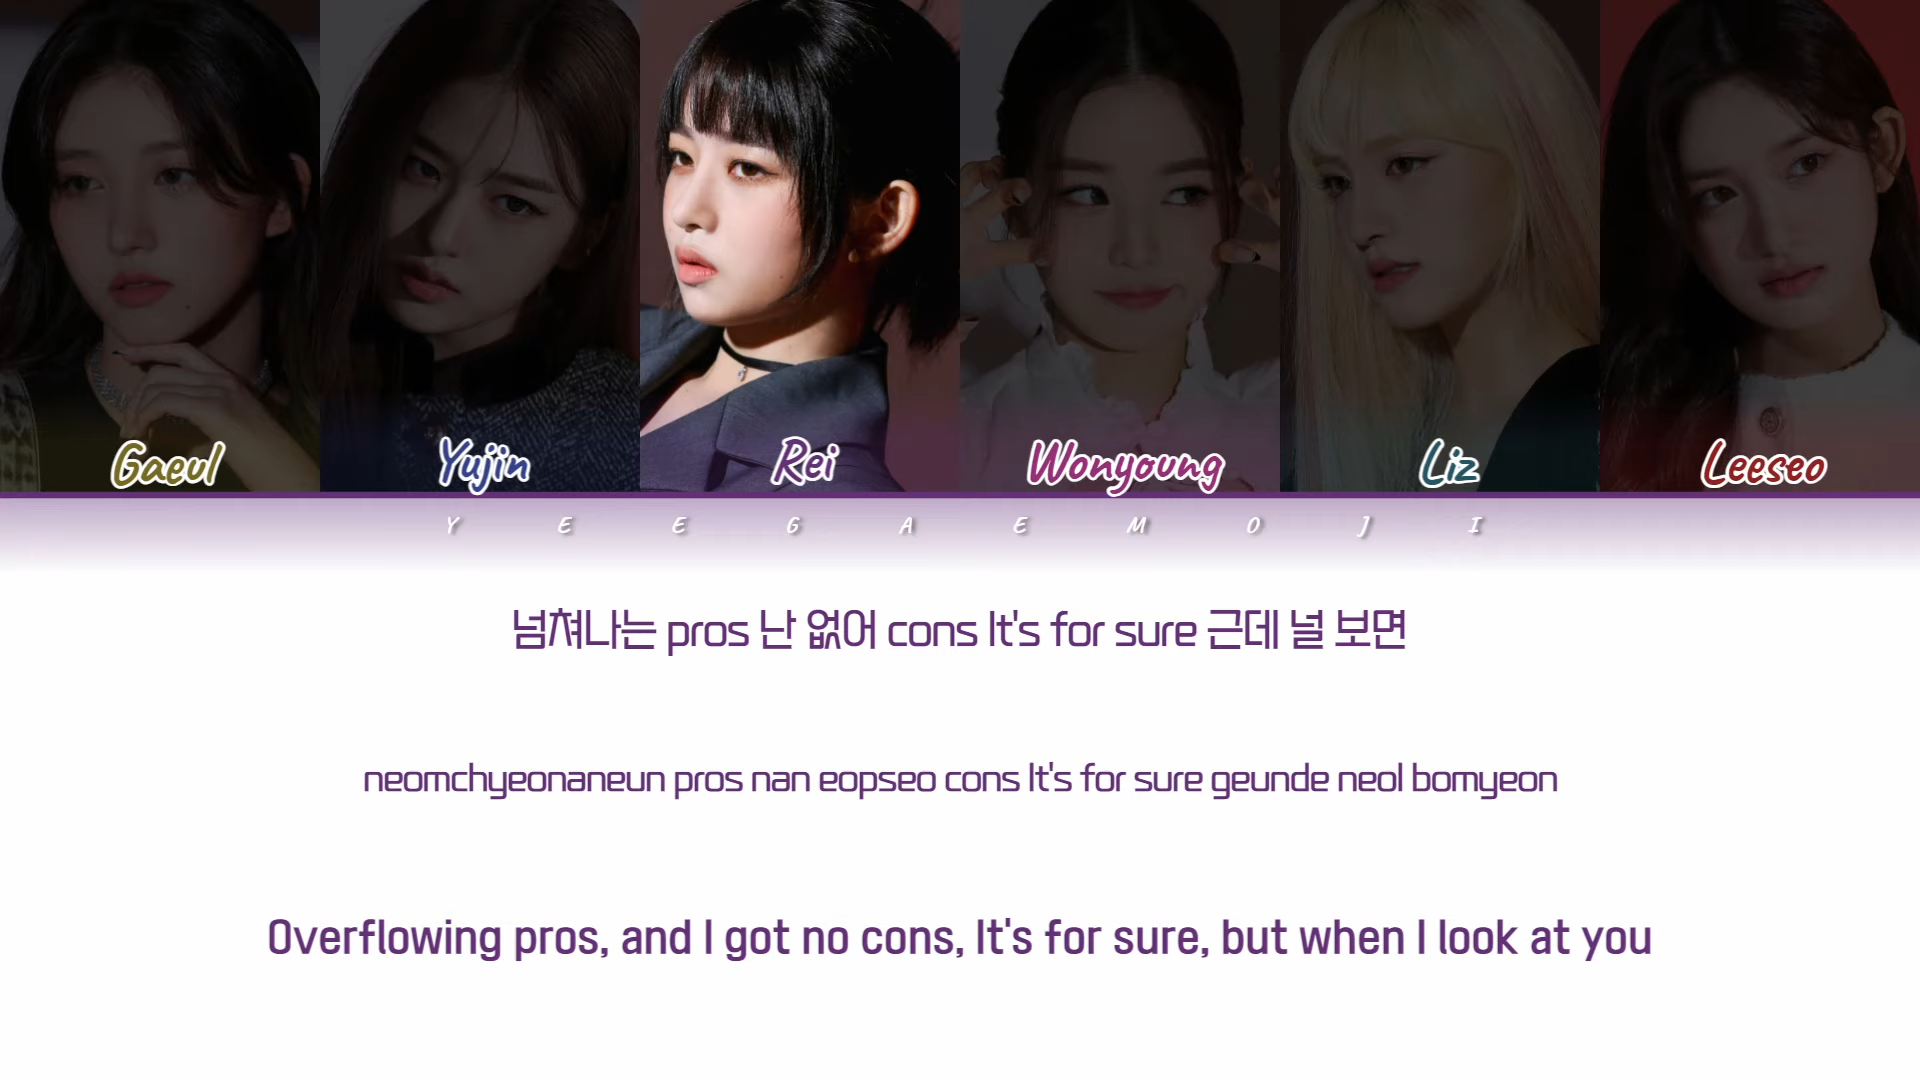 Gaeul Yujin Rei Wonyoung Liz Leeseo
Y E E G A E M O J I
넘쳐나는 pros 난 없어 cons It's for sure 근데 널 보면
neomchyeonaneun pros nan eopseo cons It's for sure geunde neol bomyeon
Overflowing pros, and I got no cons, It's for sure, but when I look at you